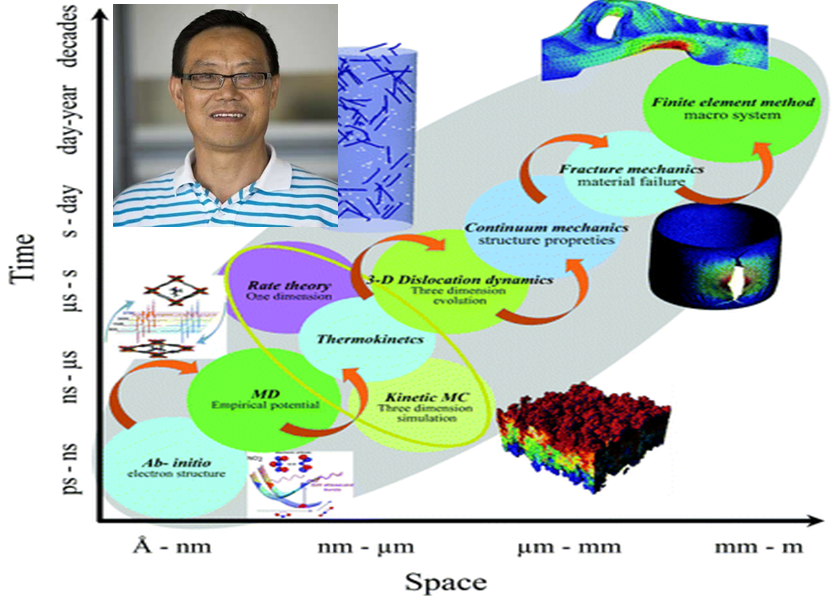 decades
day-year
s - day
µs - s
ns - µs
ps - ns
Time
Finite element method
macro system
Fracture mechanics
material failure
Continuum mechanics
structure propreties
3-D Dislocation dynamics
Three dimension
evolution
Rate theory
One dimension
Thermokinetcs
MD
Empirical potential
Kinetic MC
Three dimension
simulation
Ab- initio
electron structure
NO2
Å - nm
nm - µm
µm - mm
mm - m
Space